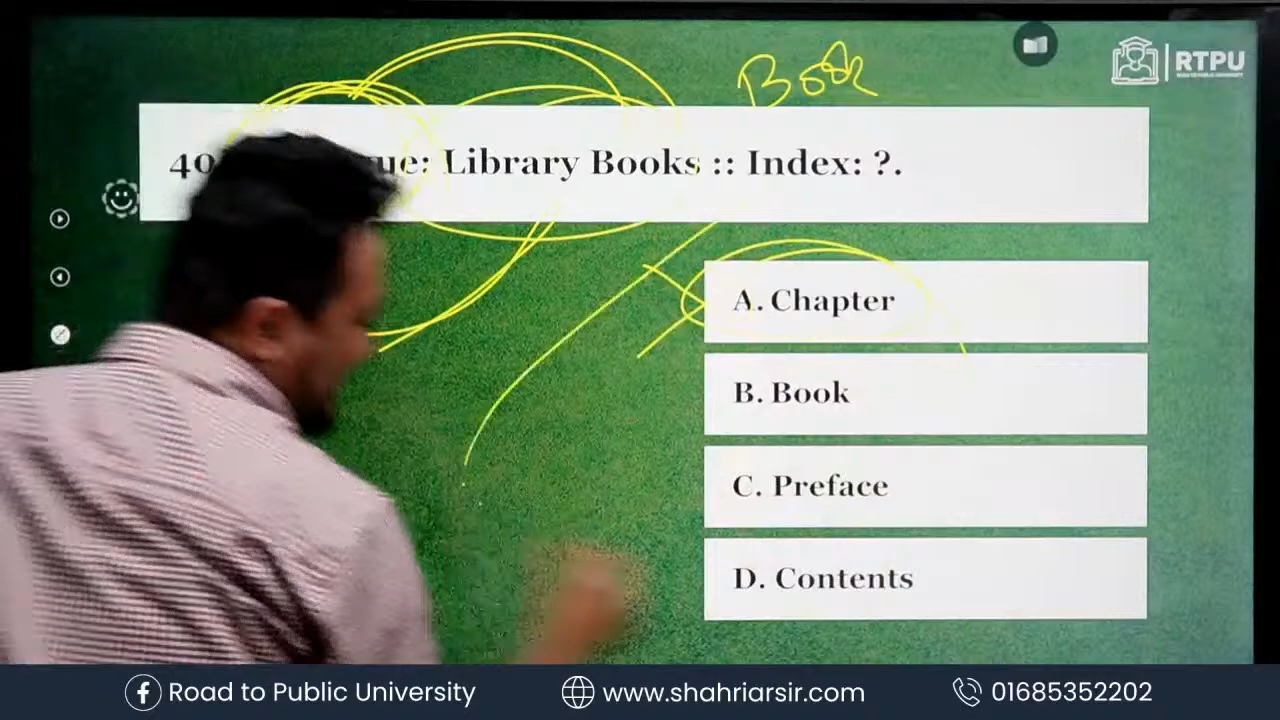 Book
RTPU
40
ue: Library Books :: Index: ?.
A. Chapter
B. Book
C. Preface
D. Contents
Road to Public University
www.shahriarsir.com
01685352202